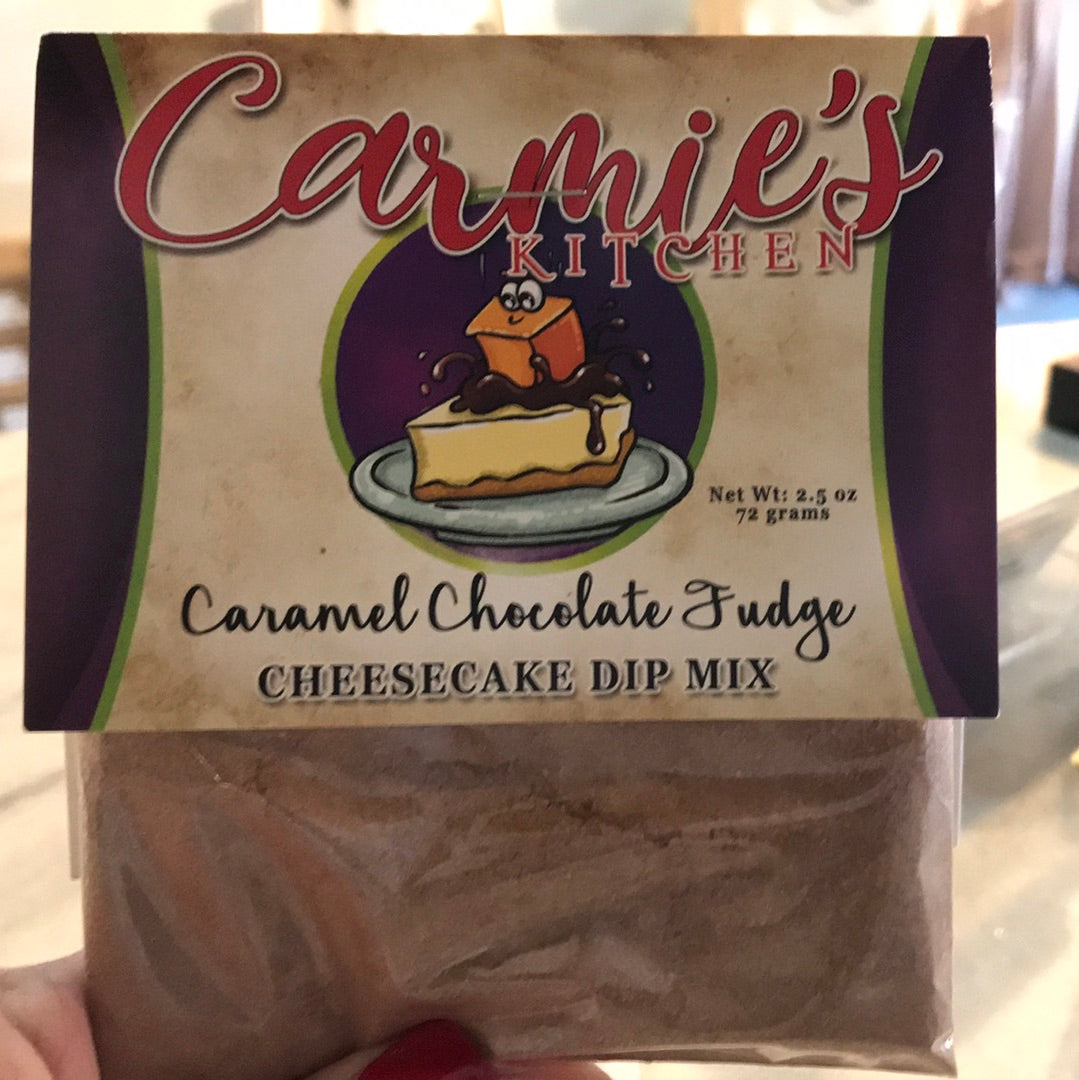 Carmie's
KITCHEN
Net Wt: 2.5 oz
72 grams
Caramel Chocolate Fudge
CHEESECAKE DIP MIX